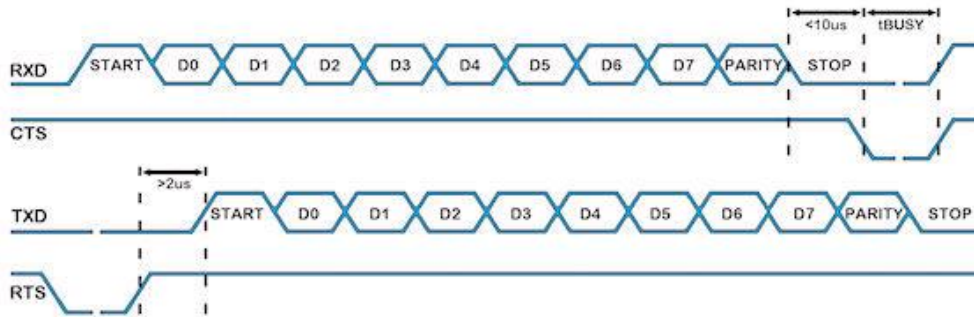 <10us tBUSY
RXD START D0 D1 D2 D3 D4 D5 D6 D7 PARITY STOP
CTS
>2us
TXD START D0 D1 D2 D3 D4 D5 D6 D7 PARITY STOP
RTS